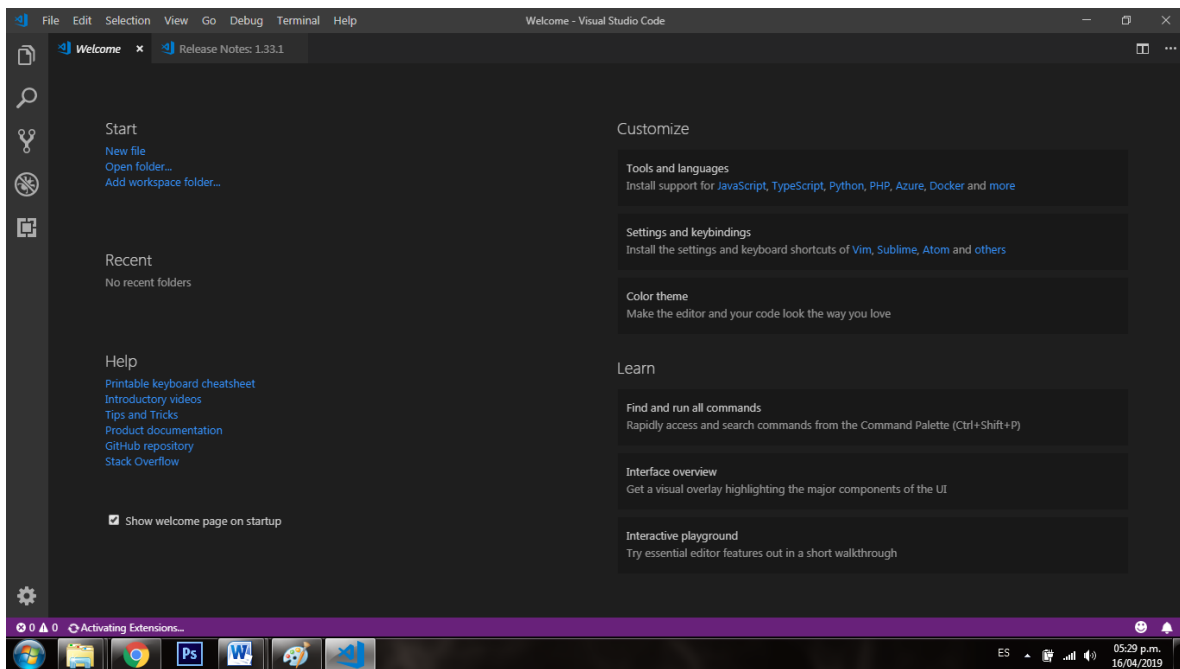 File Edit Selection View Go Debug Terminal Help
Welcome - Visual Studio Code
Welcome
Release Notes: 1.33.1
Start
New file
Open folder...
Add workspace folder...
Recent
No recent folders
Help
Printable keyboard cheatsheet
Introductory videos
Tips and Tricks
Product documentation
GitHub repository
Stack Overflow
Show welcome page on startup
Customize
Tools and languages
Install support for JavaScript, TypeScript, Python, PHP, Azure, Docker and more
Settings and keybindings
Install the settings and keyboard shortcuts of Vim, Sublime, Atom and others
Color theme
Make the editor and your code look the way you love
Learn
Find and run all commands
Rapidly access and search commands from the Command Palette (Ctrl+Shift+P)
Interface overview
Get a visual overlay highlighting the major components of the UI
Interactive playground
Try essential editor features out in a short walkthrough
0 0 Activating Extensions...
Ps W ES 05:29 p.m.
16/04/2019